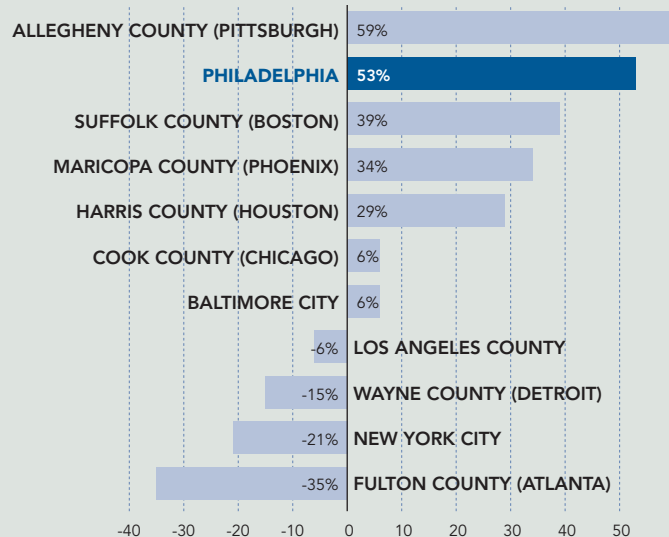 ALLEGHENY COUNTY (PITTSBURGH) 59%
PHILADELPHIA 53%
SUFFOLK COUNTY (BOSTON) 39%
MARICOPA COUNTY (PHOENIX) 34%
HARRIS COUNTY (HOUSTON) 29%
COOK COUNTY (CHICAGO) 6%
BALTIMORE CITY 6%
-6% LOS ANGELES COUNTY
-15% WAYNE COUNTY (DETROIT)
-21% NEW YORK CITY
-35% FULTON COUNTY (ATLANTA)
-40 -30 -20 -10 0 10 20 30 40 50